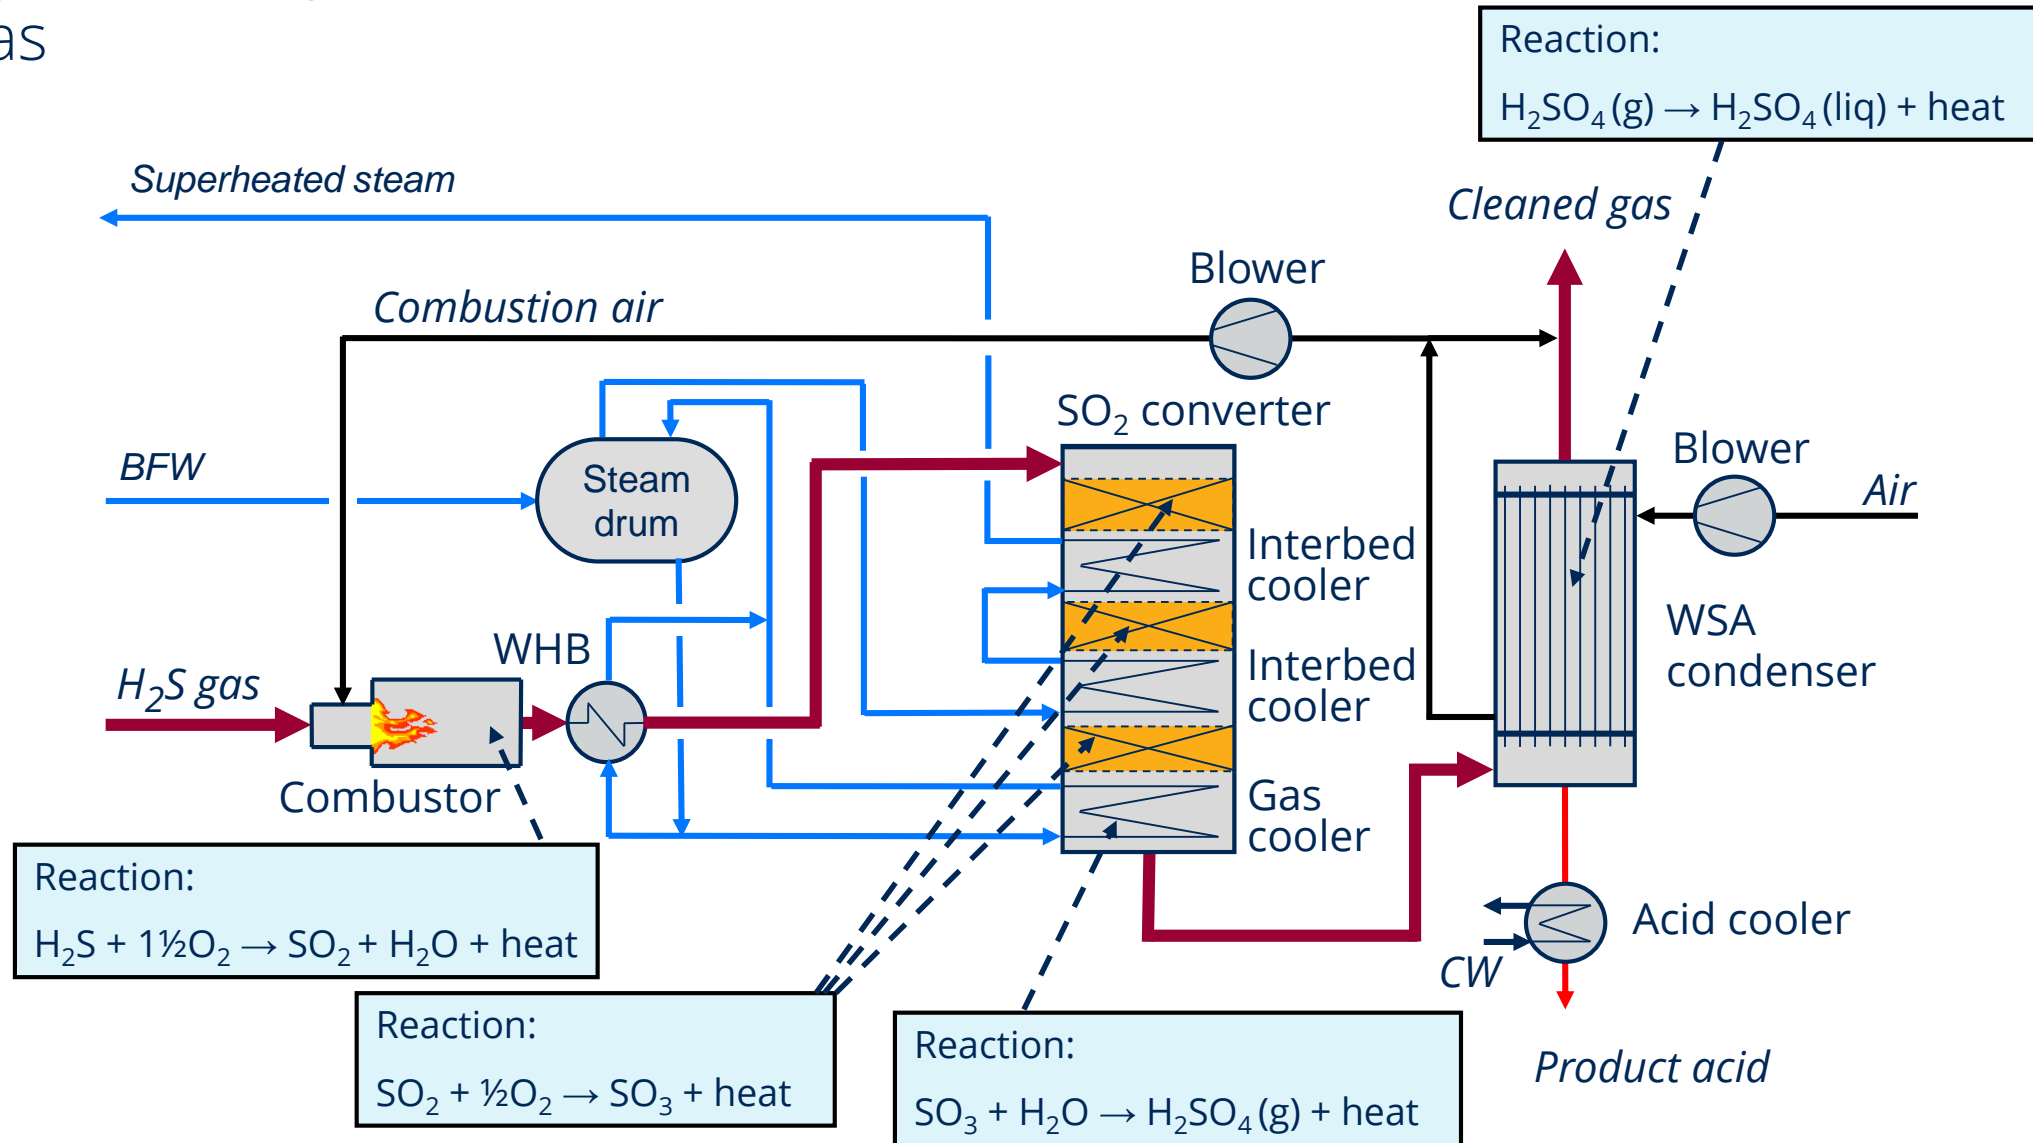 as
Reaction:
H₂SO₄ (g) → H₂SO₄ (liq) + heat
Superheated steam
Cleaned gas
Blower
Combustion air
SO₂ converter
Blower
BFW
Steam
drum
Air
Interbed
cooler
WSA
condenser
WHB
Interbed
cooler
H₂S gas
Combustor
Gas
cooler
Reaction:
H₂S + 1½O₂ → SO₂ + H₂O + heat
Acid cooler
CW
Reaction:
SO₂ + ½O₂ → SO₃ + heat
Reaction:
SO₃ + H₂O → H₂SO₄ (g) + heat
Product acid